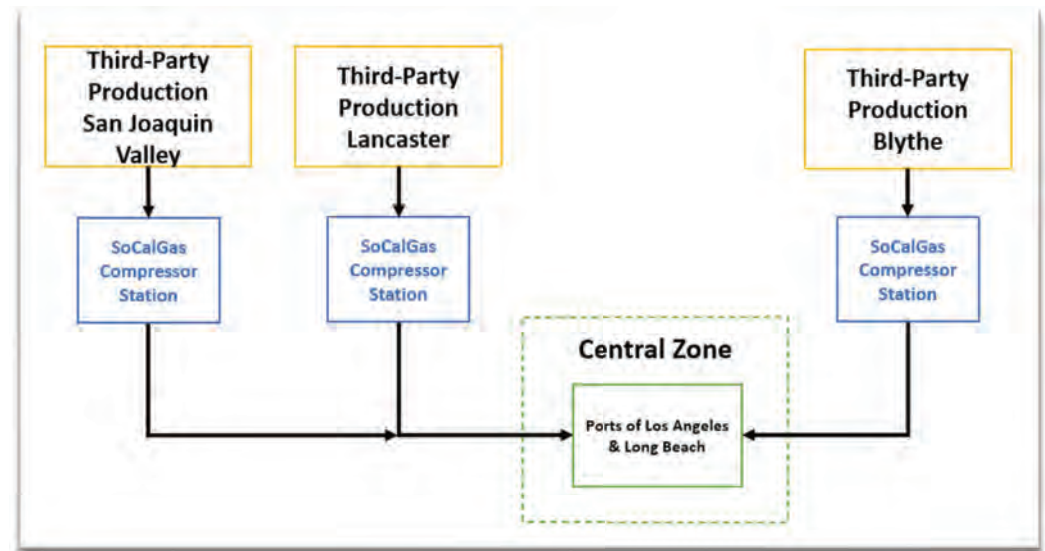 Third-Party
Production
San Joaquin
Valley
Third-Party
Production
Lancaster
Third-Party
Production
Blythe
SoCalGas
Compressor
Station
SoCalGas
Compressor
Station
SoCalGas
Compressor
Station
Central Zone
Ports of Los Angeles
& Long Beach